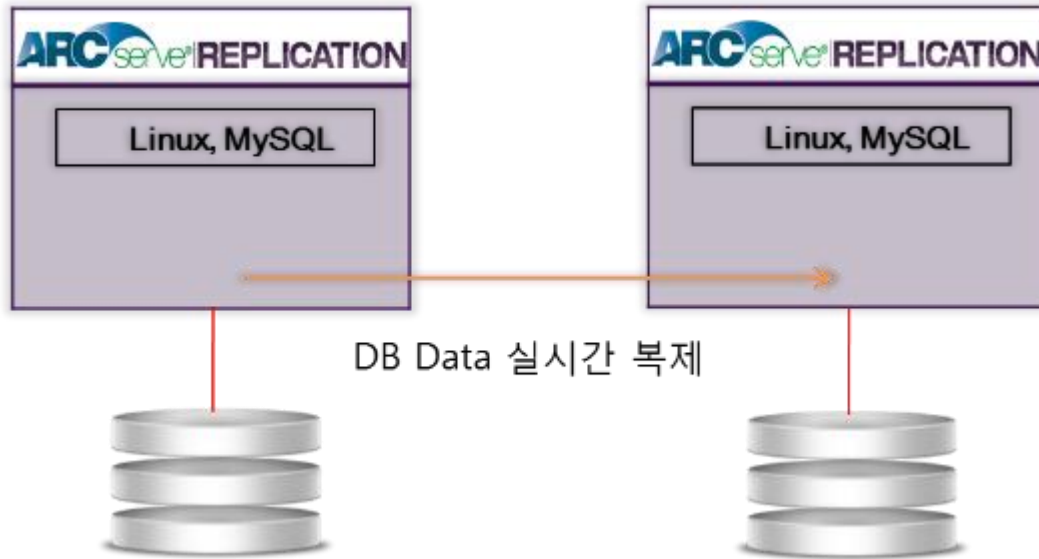 ARCserve® REPLICATION
ARCserve® REPLICATION
Linux, MySQL
Linux, MySQL
DB Data 실시간 복제